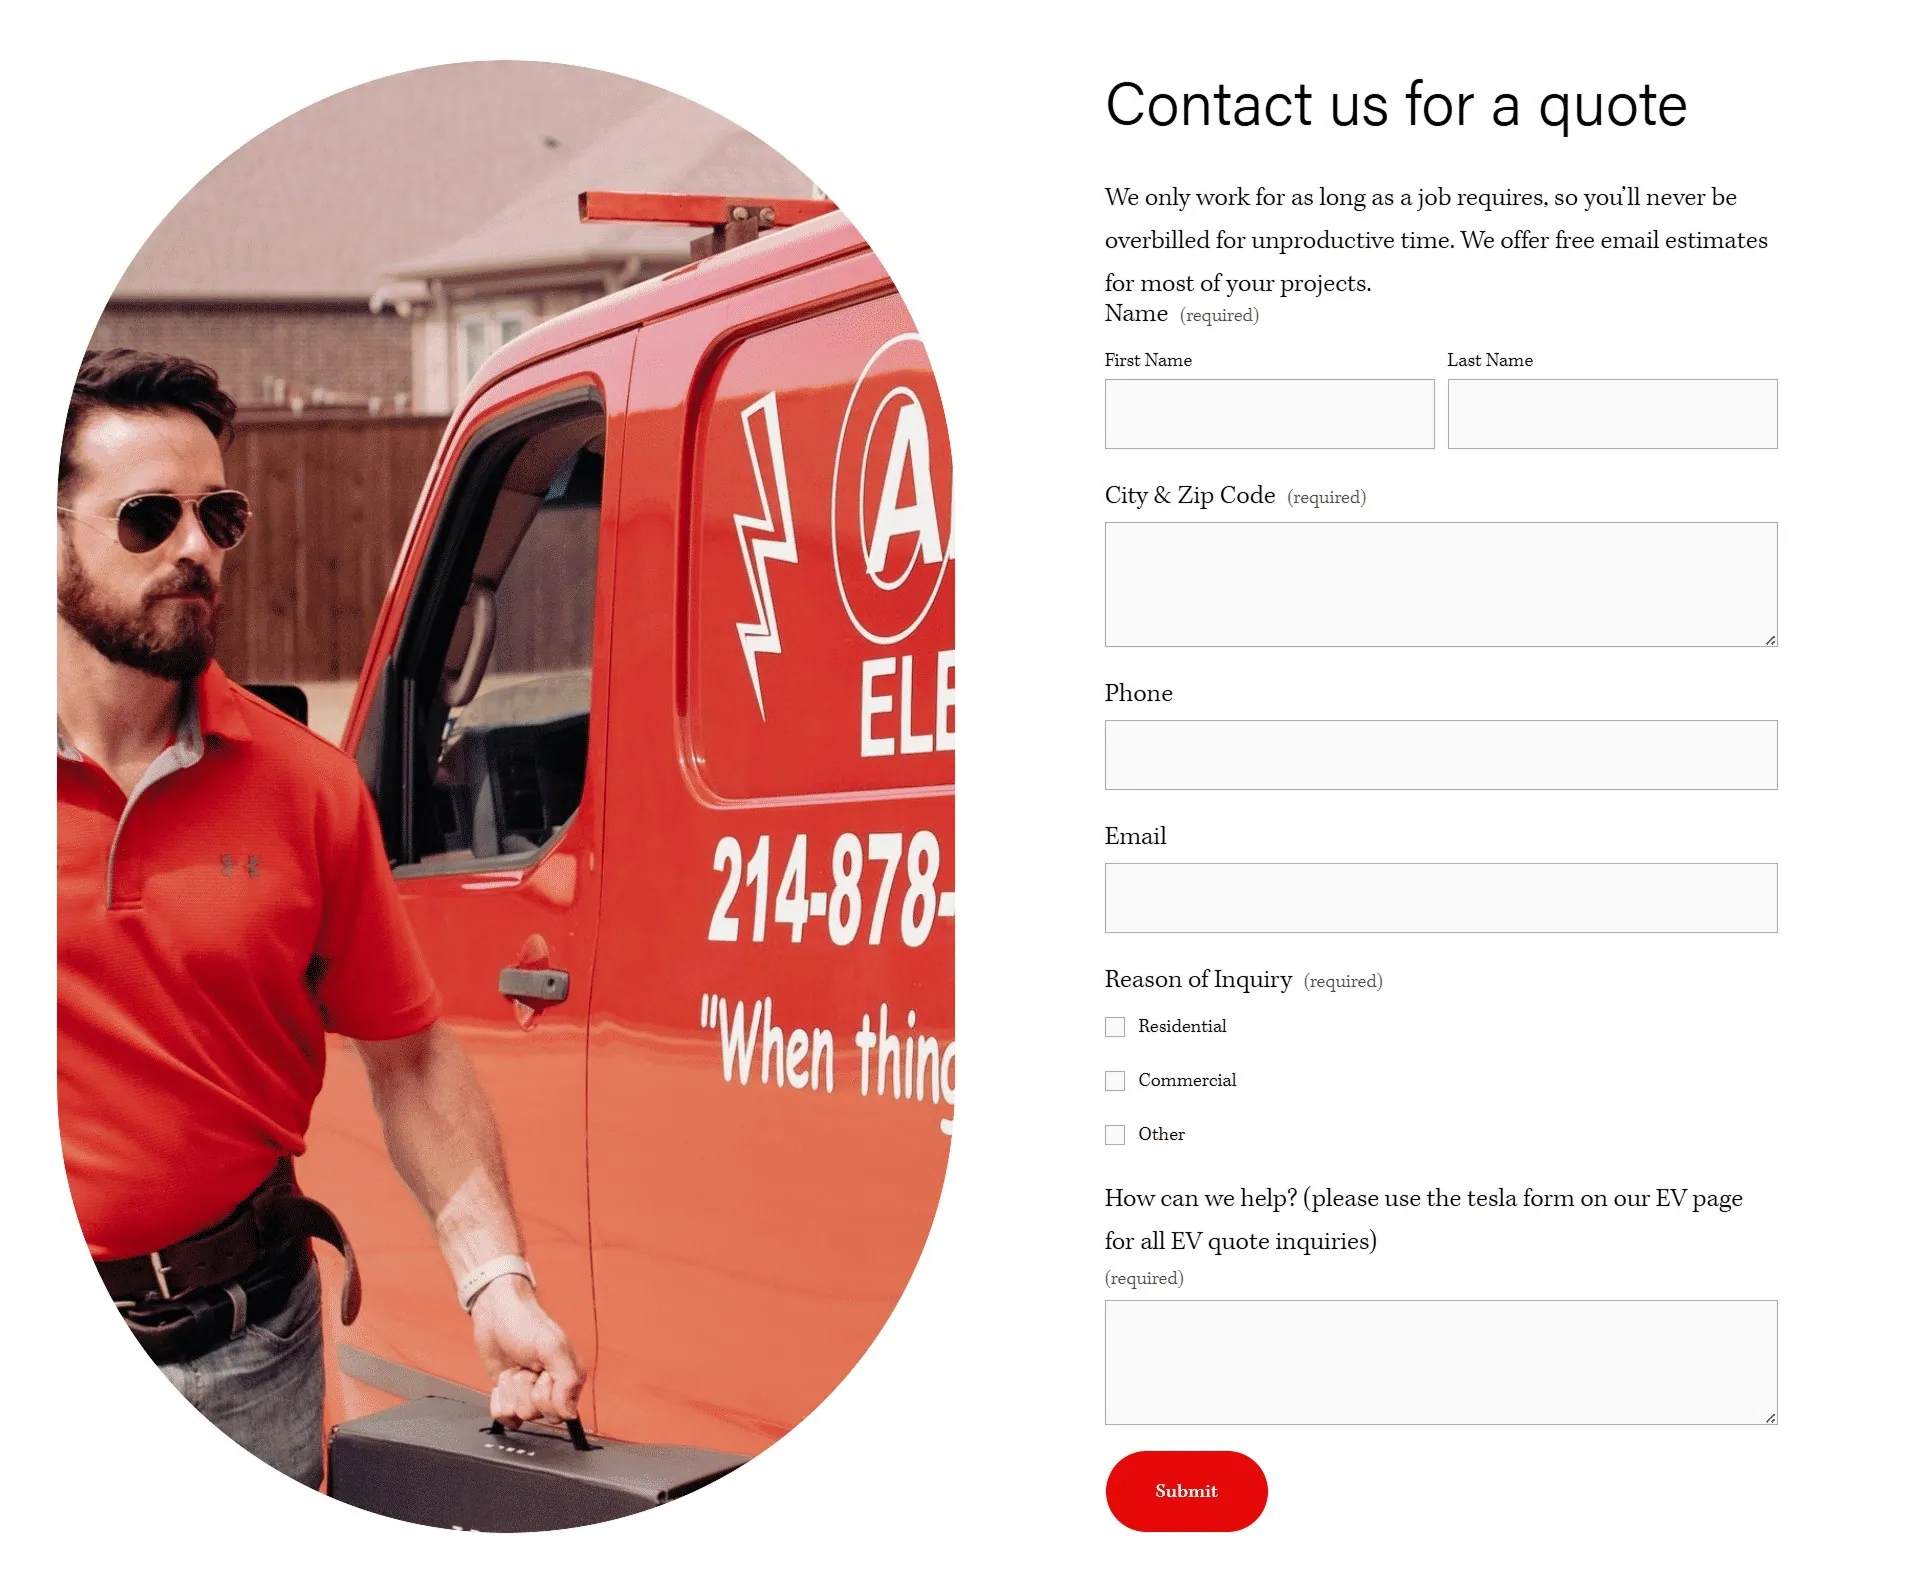 A
ELE
214-878-
"When thing
TESLA
Contact us for a quote
We only work for as long as a job requires, so you’ll never be
overbilled for unproductive time. We offer free email estimates
for most of your projects.
Name (required)
First Name Last Name
City & Zip Code (required)
Phone
Email
Reason of Inquiry (required)
Residential
Commercial
Other
How can we help? (please use the tesla form on our EV page
for all EV quote inquiries)
(required)
Submit